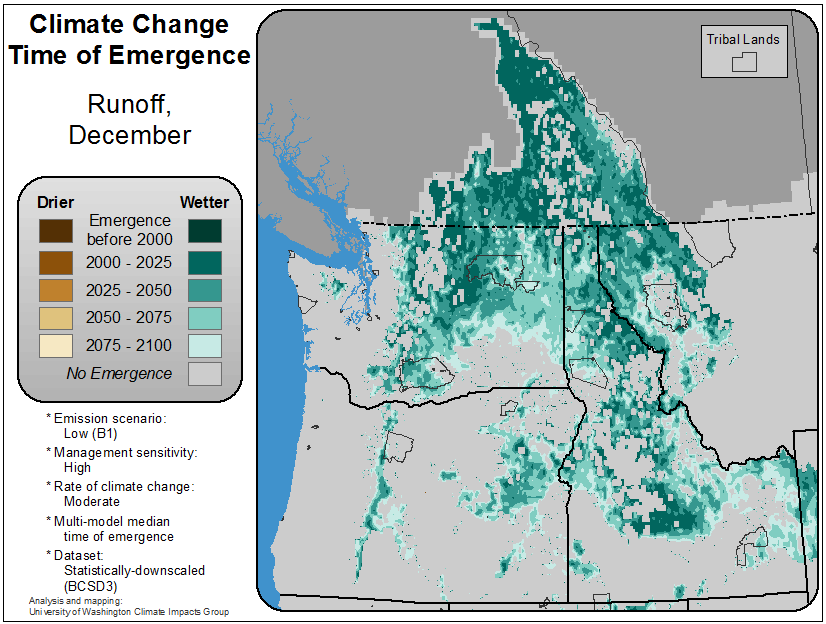 Climate Change
Time of Emergence
Runoff,
December
Tribal Lands
Drier
Wetter
Emergence
before 2000
2000 - 2025
2025 - 2050
2050 - 2075
2075 - 2100
No Emergence
* Emission scenario:
Low (B1)
* Management sensitivity:
High
* Rate of climate change:
Moderate
* Multi-model median
time of emergence
* Dataset:
Statistically-downscaled
(BCSD3)
Analysis and mapping:
University of Washington Climate Impacts Group